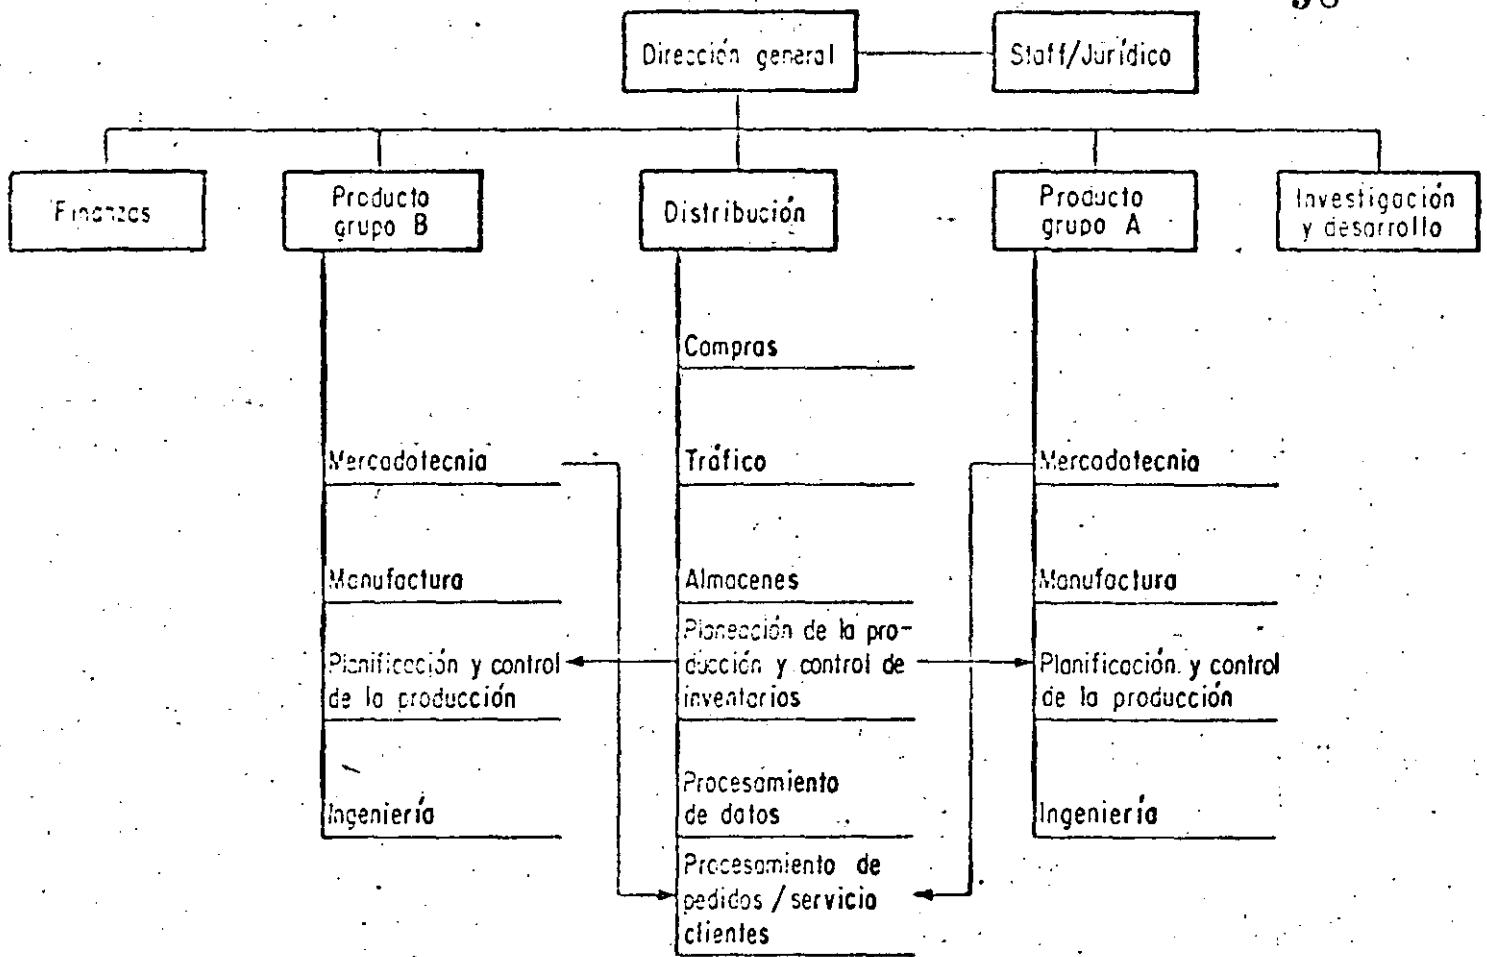 Dirección general
Staff/Jurídico
Finanzas
Producto
grupo B
Distribución
Producto
grupo A
Investigación
y desarrollo
Compras
Mercadotecnia
Tráfico
Mercadotecnia
Manufactura
Almacenes
Manufactura
Planificación y control
de la producción
Planeación de la pro-
ducción y control de
inventarios
Planificación y control
de la producción
Ingeniería
Procesamiento
de datos
Ingeniería
Procesamiento de
pedidos / servicio
clientes